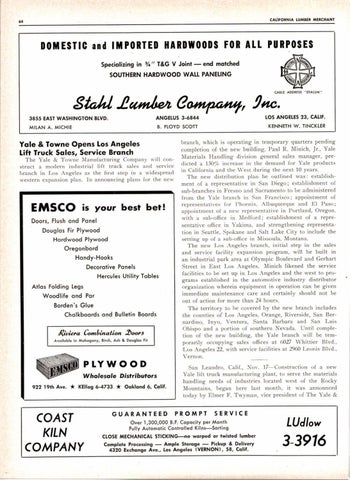 64
CALIFORNIA LUMBER MERCHANT
DOMESTIC and IMPORTED HARDWOODS FOR ALL PURPOSES
Specializing in ¾" T&G V Joint — end matched
SOUTHERN HARDWOOD WALL PANELING
CABLE ADDRESS "STALCO"
Stahl Lumber Company, Inc.
3855 EAST WASHINGTON BLVD.
ANGELUS 3-6844
LOS ANGELES 23, CALIF.
MILAN A. MICHIE
B. FLOYD SCOTT
KENNETH W. TINCKLER
Yale & Towne Opens Los Angeles
Lift Truck Sales, Service Branch
The Yale & Towne Manufacturing Company will con-
struct a modern industrial lift truck sales and service
branch in Los Angeles as the first step in a widespread
western expansion plan. In announcing plans for the new
EMSCO is your best bet!
Doors, Flush and Panel
Douglas Fir Plywood
Hardwood Plywood
Oregonbord
Handy-Hooks
Decorative Panels
Hercules Utility Tables
Atlas Folding Legs
Woodlife and Par
Borden's Glue
Chalkboards and Bulletin Boards
Riviera Combination Doors
Available in Mahogany, Birch, Ash & Douglas Fir
EMSCO
PLYWOOD
Wholesale Distributors
922 19th Ave. ★ KEllog 6-4733 ★ Oakland 6, Calif.
branch, which is operating in temporary quarters pending
completion of the new building, Paul R. Minich, Jr., Yale
Materials Handling division general sales manager, pre-
dicted a 150% increase in the demand for Yale products
in California and the West during the next 10 years.
The new distribution plan he outlined was: establish-
ment of a representative in San Diego; establishment of
sub-branches in Fresno and Sacramento to be administered
from the Yale branch in San Francisco; appointment of
representatives for Phoenix, Albuquerque and El Paso;
appointment of a new representative in Portland, Oregon,
with a sub-office in Medford; establishment of a repre-
sentative office in Yakima, and strengthening representa-
tion in Seattle, Spokane and Salt Lake City to include the
setting up of a sub-office in Missoula, Montana.
The new Los Angeles branch, initial step in the sales
and service facility expansion program, will be built in
an industrial park area at Olympic Boulevard and Gerhart
Street in East Los Angeles. Minich likened the service
facilities to be set up in Los Angeles and the west to pro-
grams established in the automotive industry distributor
organization wherein equipment in operation can be given
immediate maintenance care and certainly should not be
out of action for more than 24 hours.
The territory to be covered by the new branch includes
the counties of Los Angeles, Orange, Riverside, San Ber-
nardino, Inyo, Ventura, Santa Barbara and San Luis
Obispo and a portion of southern Nevada. Until comple-
tion of the new building, the Yale branch will be tem-
porarily occupying sales offices at 6027 Whittier Blvd.,
Los Angeles 22, with service facilities at 2960 Leonis Blvd.,
Vernon.
San Leandro, Calif., Nov. 17—Construction of a new
Yale lift truck manufacturing plant, to serve the materials
handling needs of industries located west of the Rocky
Mountains, began here last month, it was announced
today by Elmer F. Twyman, vice president of The Yale &
COAST
KILN
COMPANY
GUARANTEED PROMPT SERVICE
Over 1,200,000 B.F. Capacity per Month
Fully Automatic Controlled Kilns—Sorting
CLOSE MECHANICAL STICKING—no warped or twisted lumber
Complete Processing — Ample Storage — Pickup & Delivery
4320 Exchange Ave., Los Angeles (VERNON), 58, Calif.
LUdlow
3-3916